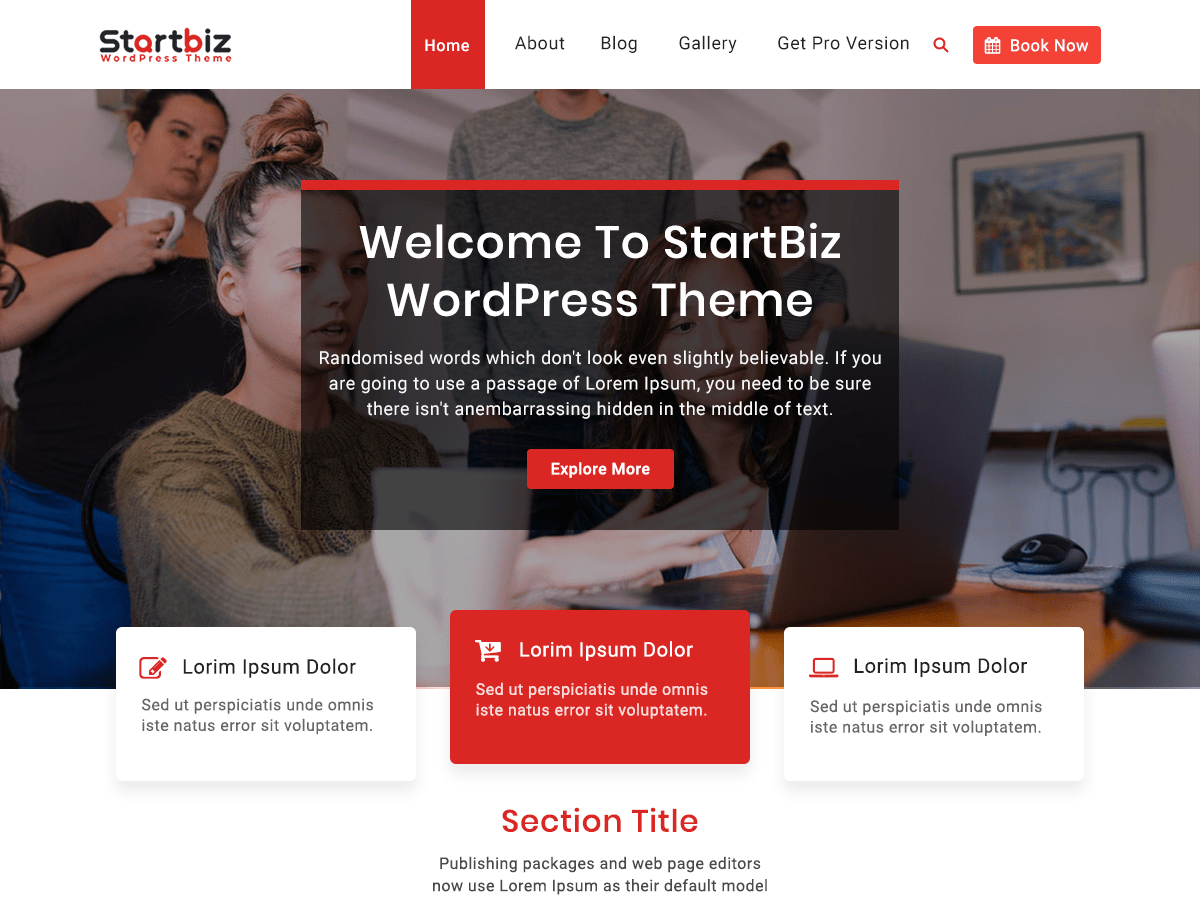 Startbiz
WordPress Theme
Home
About
Blog
Gallery
Get Pro Version
Book Now
Welcome To StartBiz
WordPress Theme
Randomised words which don't look even slightly believable. If you
are going to use a passage of Lorem Ipsum, you need to be sure
there isn't anembarrassing hidden in the middle of text.
Explore More
Lorim Ipsum Dolor
Sed ut perspiciatis unde omnis
iste natus error sit voluptatem.
Lorim Ipsum Dolor
Sed ut perspiciatis unde omnis
iste natus error sit voluptatem.
Lorim Ipsum Dolor
Sed ut perspiciatis unde omnis
iste natus error sit voluptatem.
Section Title
Publishing packages and web page editors
now use Lorem Ipsum as their default model